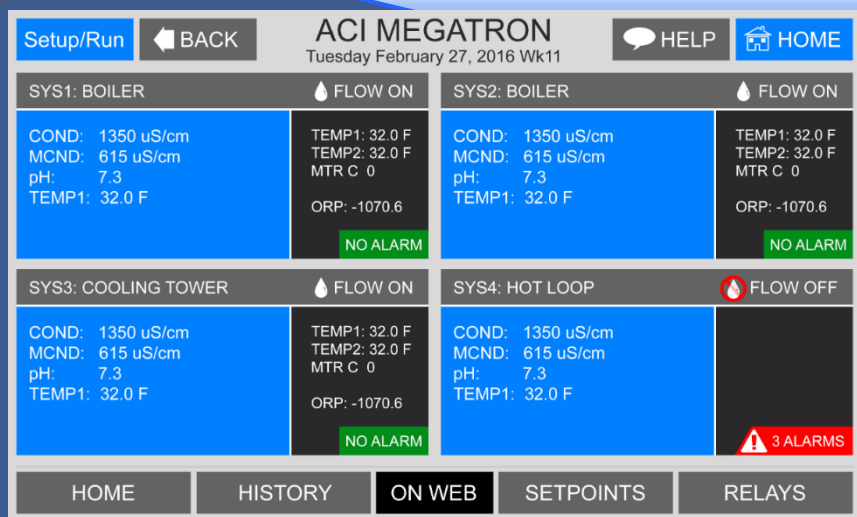 Setup/Run BACK ACI MEGATRON HELP HOME
Tuesday February 27, 2016 Wk11
SYS1: BOILER FLOW ON
COND: 1350 uS/cm
MCND: 615 uS/cm
pH: 7.3
TEMP1: 32.0 F
TEMP1: 32.0 F
TEMP2: 32.0 F
MTR C 0
ORP: -1070.6
NO ALARM
SYS2: BOILER FLOW ON
COND: 1350 uS/cm
MCND: 615 uS/cm
pH: 7.3
TEMP1: 32.0 F
TEMP1: 32.0 F
TEMP2: 32.0 F
MTR C 0
ORP: -1070.6
NO ALARM
SYS3: COOLING TOWER FLOW ON
COND: 1350 uS/cm
MCND: 615 uS/cm
pH: 7.3
TEMP1: 32.0 F
TEMP1: 32.0 F
TEMP2: 32.0 F
MTR C 0
ORP: -1070.6
NO ALARM
SYS4: HOT LOOP FLOW OFF
COND: 1350 uS/cm
MCND: 615 uS/cm
pH: 7.3
TEMP1: 32.0 F
3 ALARMS
HOME HISTORY ON WEB SETPOINTS RELAYS